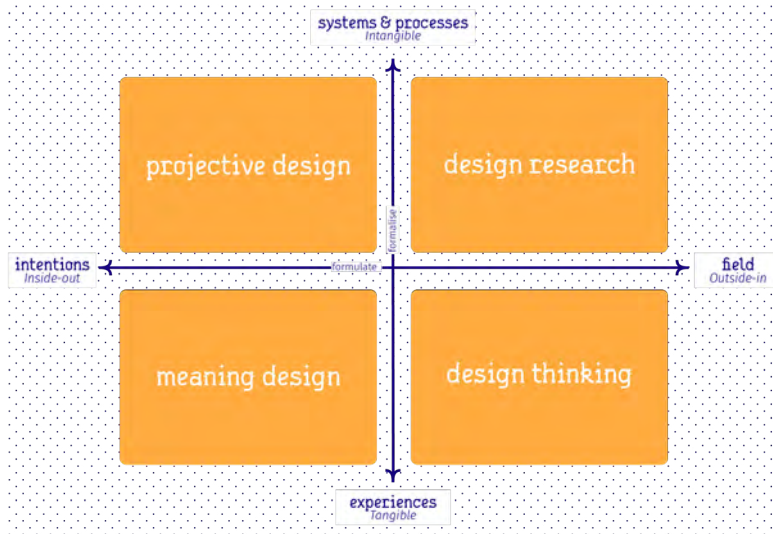 systems & processes
Intangible
projective design
design research
formalise
intentions
Inside-out
formulate
field
Outside-in
meaning design
design thinking
experiences
Tangible